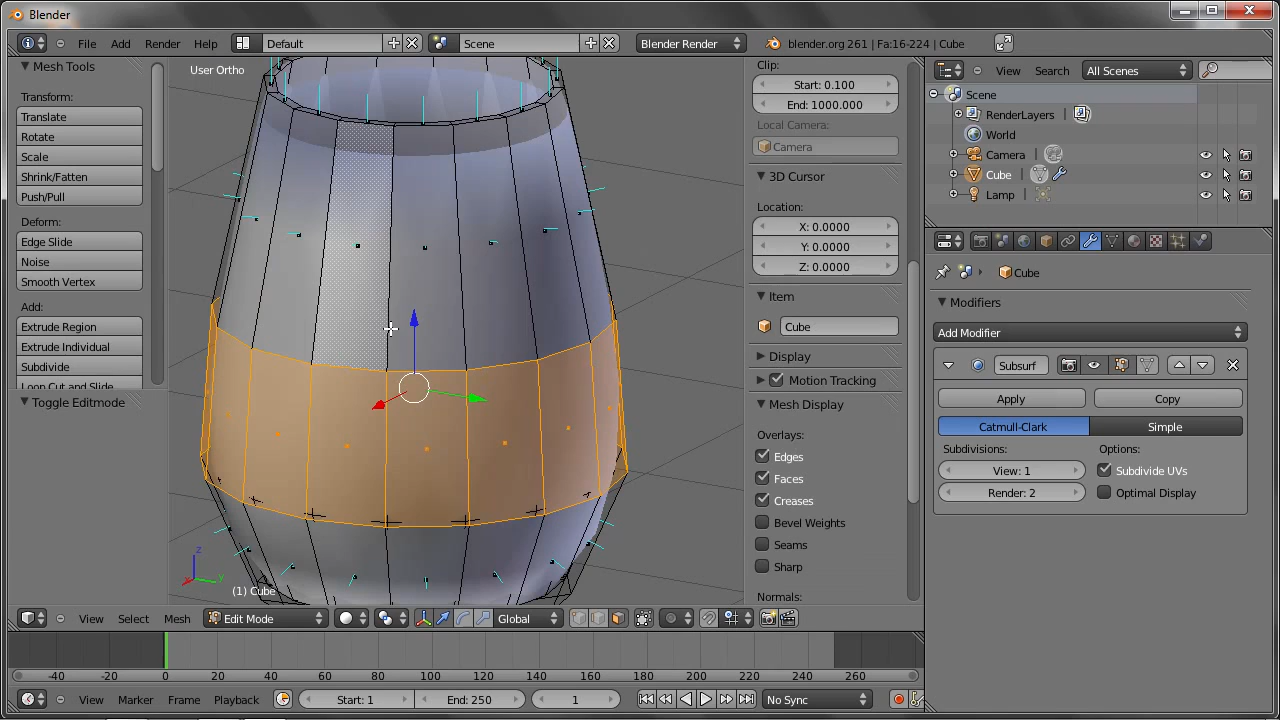 Blender
File Add Render Help Default Scene Blender Render blender.org 261 | Fa:16-224 | Cube
Mesh Tools
Transform:
Translate
Rotate
Scale
Shrink/Fatten
Push/Pull
Deform:
Edge Slide
Noise
Smooth Vertex
Add:
Extrude Region
Extrude Individual
Subdivide
Loop Cut and Slide
Toggle Editmode
User Ortho
z
x
y
(1) Cube
Clip:
Start: 0.100
End: 1000.000
Local Camera:
Camera
3D Cursor
Location:
X: 0.0000
Y: 0.0000
Z: 0.0000
Item
Cube
Display
Motion Tracking
Mesh Display
Overlays:
Edges
Faces
Creases
Bevel Weights
Seams
Sharp
Normals:
View Search All Scenes
Scene
RenderLayers |
World
Camera |
Cube |
Lamp |
Cube
Modifiers
Add Modifier
Subsurf
Apply Copy
Catmull-Clark Simple
Subdivisions: Options:
View: 1 Subdivide UVs
Render: 2 Optimal Display
View Select Mesh Edit Mode Global
-40 -20 0 20 40 60 80 100 120 140 160 180 200 220 240 260
View Marker Frame Playback Start: 1 End: 250 1 No Sync